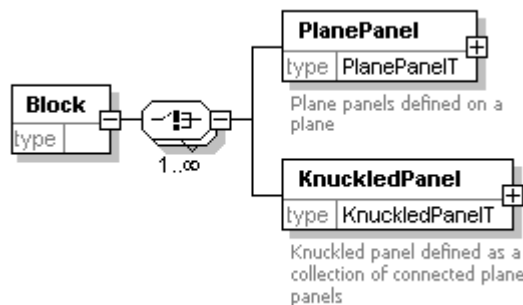 PlanePanel
type PlanePanelT
Plane panels defined on a
plane
Block
type
1..∞
KnuckledPanel
type KnuckledPanelT
Knuckled panel defined as a
collection of connected plane
panels